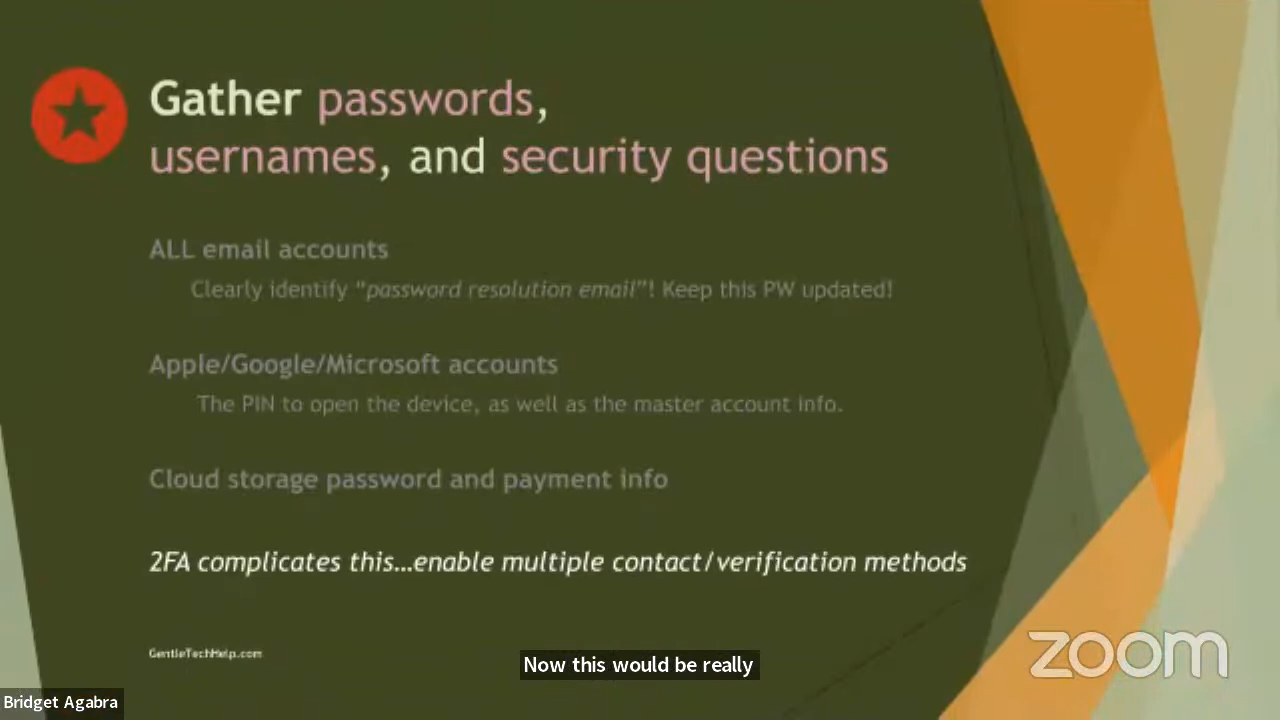 Gather passwords,
usernames, and security questions
ALL email accounts
Clearly identify “password resolution email”! Keep this PW updated!
Apple/Google/Microsoft accounts
The PIN to open the device, as well as the master account info.
Cloud storage password and payment info
2FA complicates this…enable multiple contact/verification methods
GentleTechHelp.com
Now this would be really
zoom
Bridget Agabra